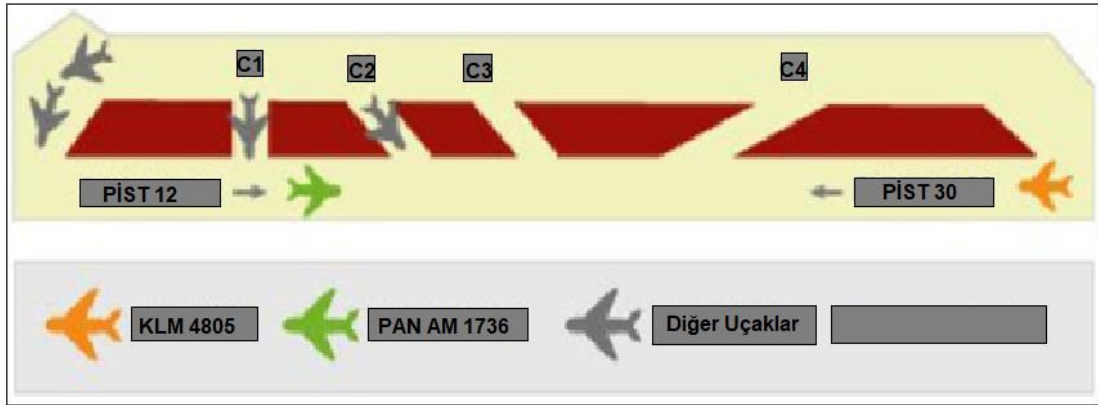 C1
C2
C3
C4
PİST 12
PİST 30
KLM 4805
PAN AM 1736
Diğer Uçaklar